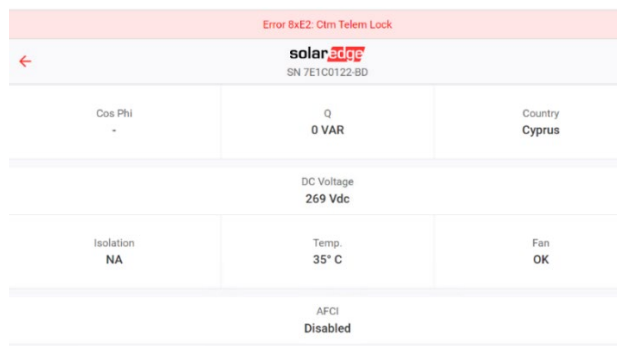 Error 8xE2: Ctm Telem Lock
solaredge
SN 7E1C0122-BD
Cos Phi
Q
Country
-
0 VAR
Cyprus
DC Voltage
269 Vdc
Isolation
Temp.
Fan
NA
35° C
OK
AFCI
Disabled